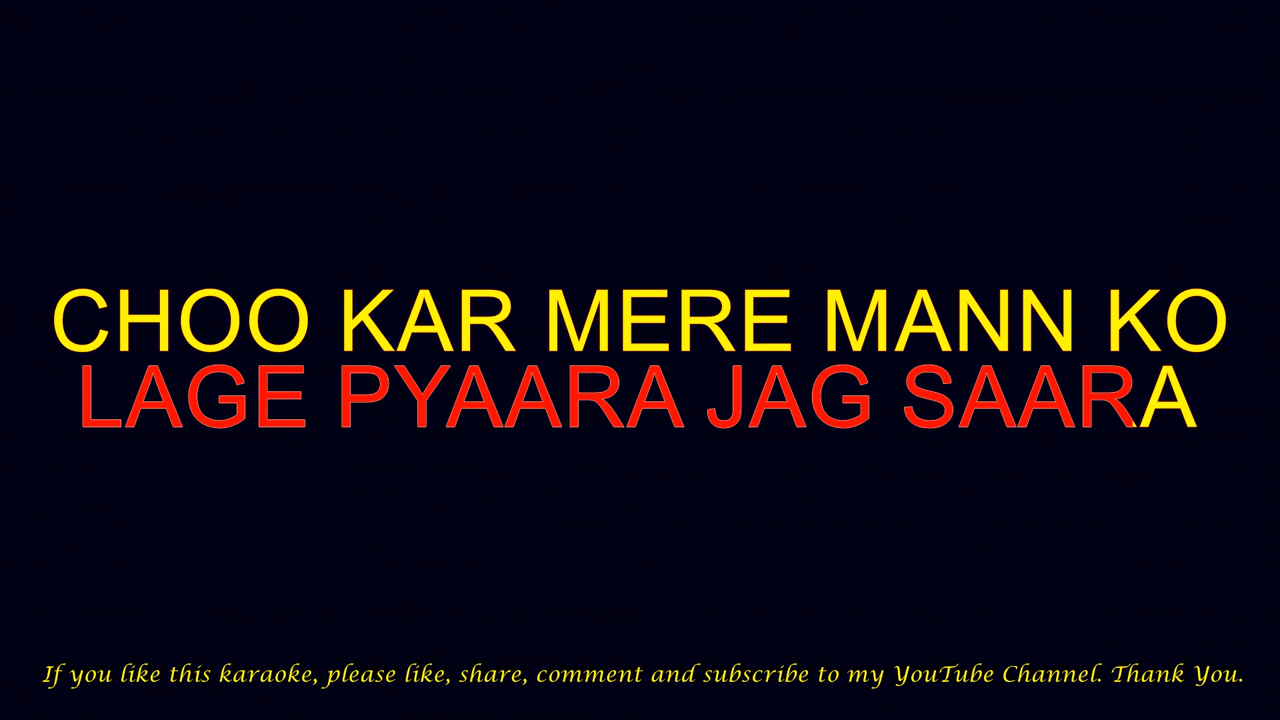 CHOO KAR MERE MANN KO
LAGE PYAARA JAG SAARA
If you like this karaoke, please like, share, comment and subscribe to my YouTube Channel. Thank You.